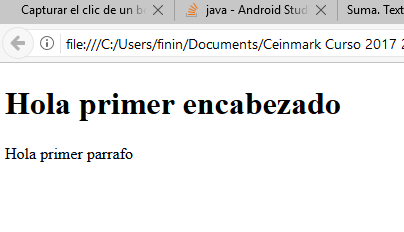 Capturar el clic de un b
java - Android Stud
Suma. Text
file:///C:/Users/finin/Documents/Ceinmark Curso 2017 2
Hola primer encabezado
Hola primer parrafo